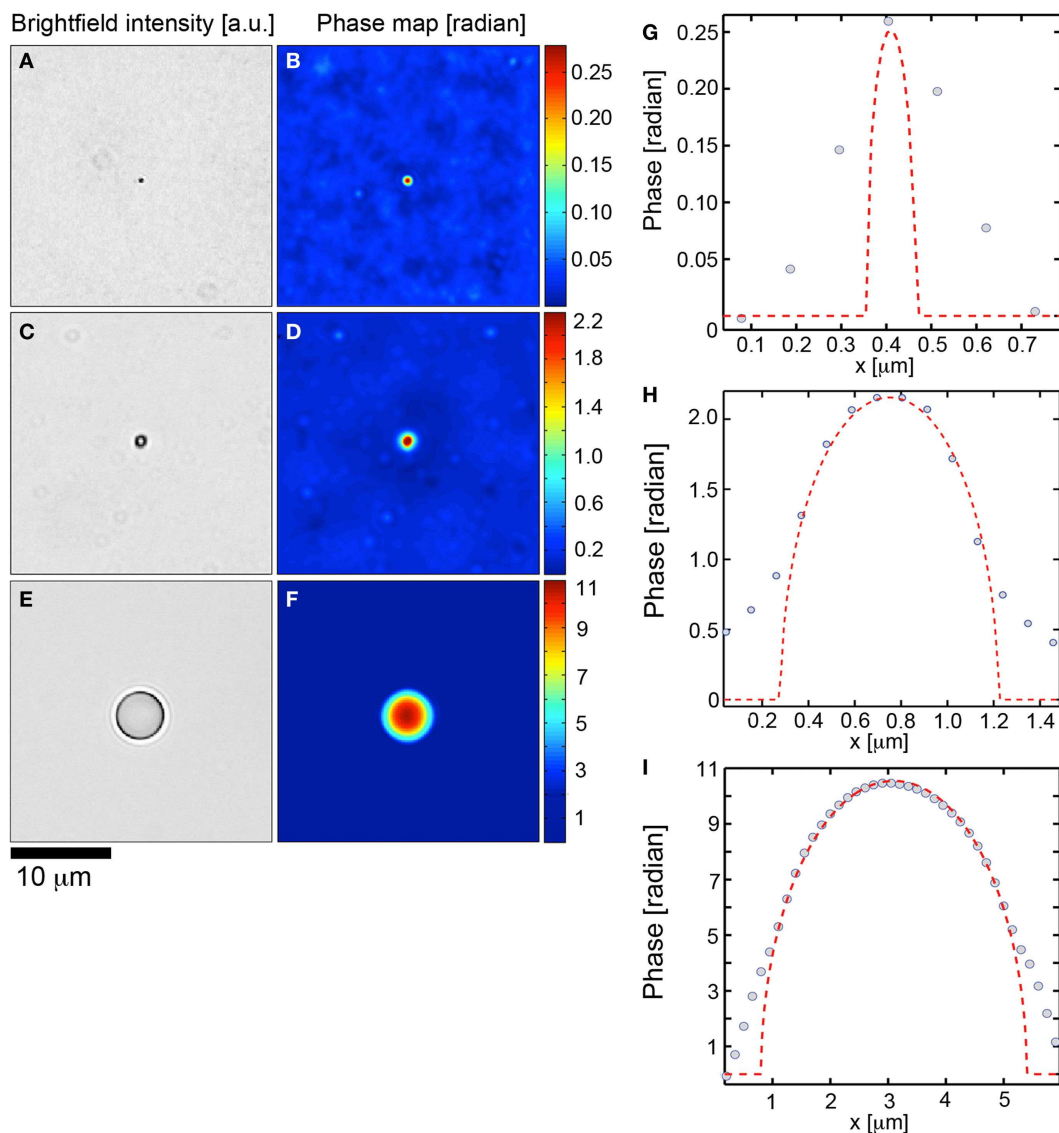 Brightfield intensity [a.u.]
Phase map [radian]
A
B
0.25
0.20
0.15
0.10
0.05
C
D
2.2
1.8
1.4
1.0
0.6
0.2
E
F
11
9
7
5
3
1
10 μm
G
Phase [radian]
0.25
0.20
0.15
0.10
0.05
0
0.1 0.2 0.3 0.4 0.5 0.6 0.7
x [μm]
H
Phase [radian]
2.0
1.5
1.0
0.5
0
0.2 0.4 0.6 0.8 1.0 1.2 1.4
x [μm]
I
Phase [radian]
11
9
7
5
3
1
1 2 3 4 5
x [μm]